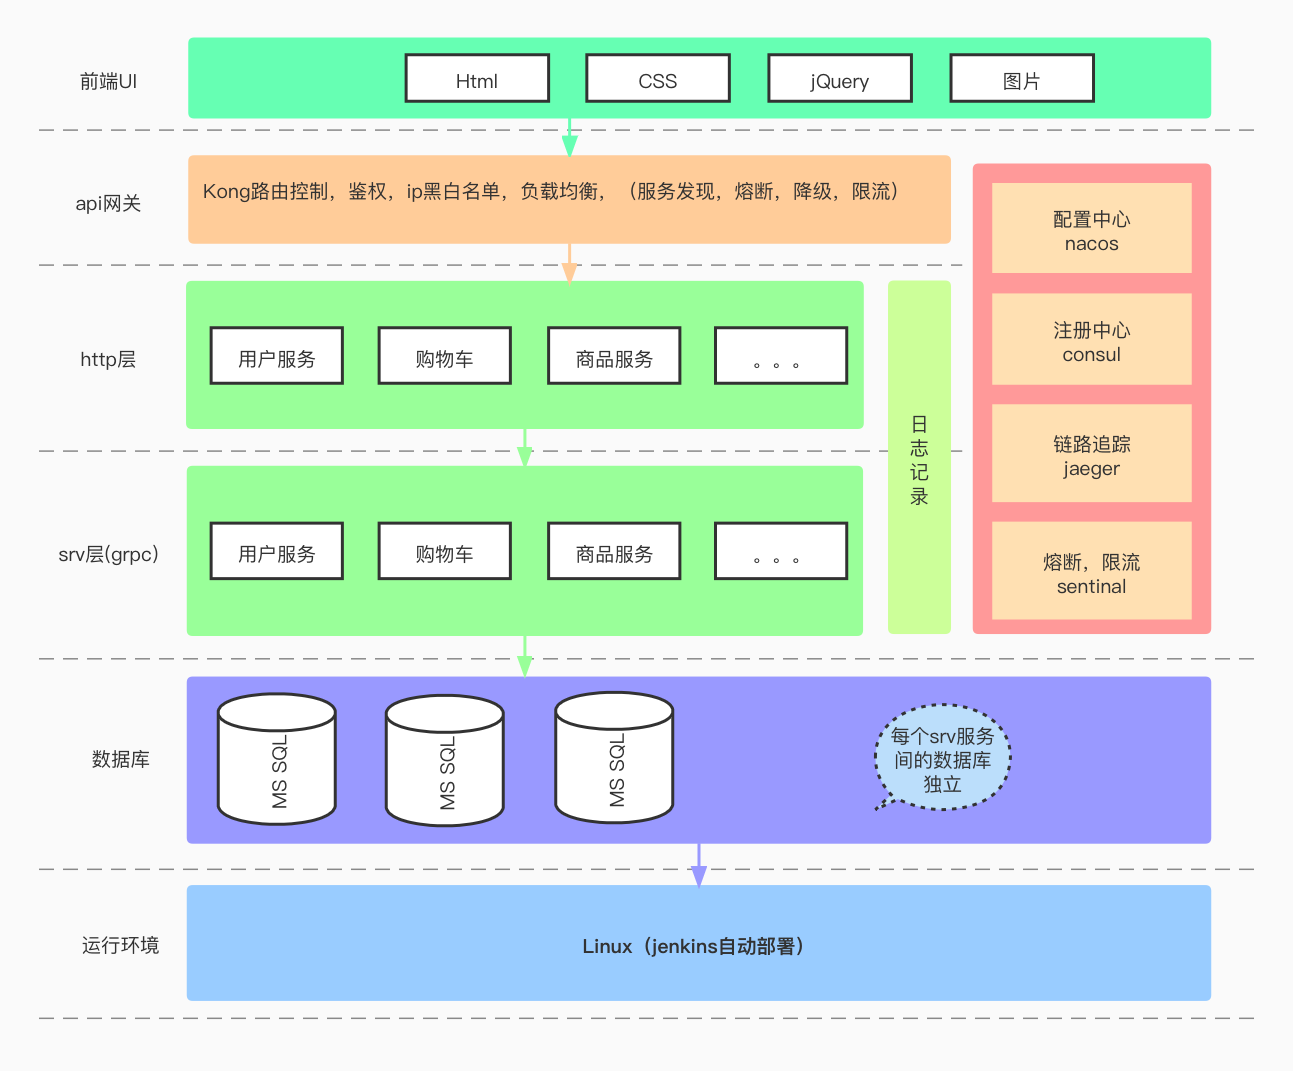 前端UI
Html
CSS
jQuery
图片
api网关
Kong路由控制，鉴权，ip黑白名单，负载均衡，（服务发现，熔断，降级，限流）
配置中心
nacos
注册中心
consul
链路追踪
jaeger
熔断，限流
sentinal
http层
用户服务
购物车
商品服务
。。。
日
志
记
录
srv层(grpc)
用户服务
购物车
商品服务
。。。
数据库
MS SQL
MS SQL
MS SQL
每个srv服务
间的数据库
独立
运行环境
Linux（jenkins自动部署）